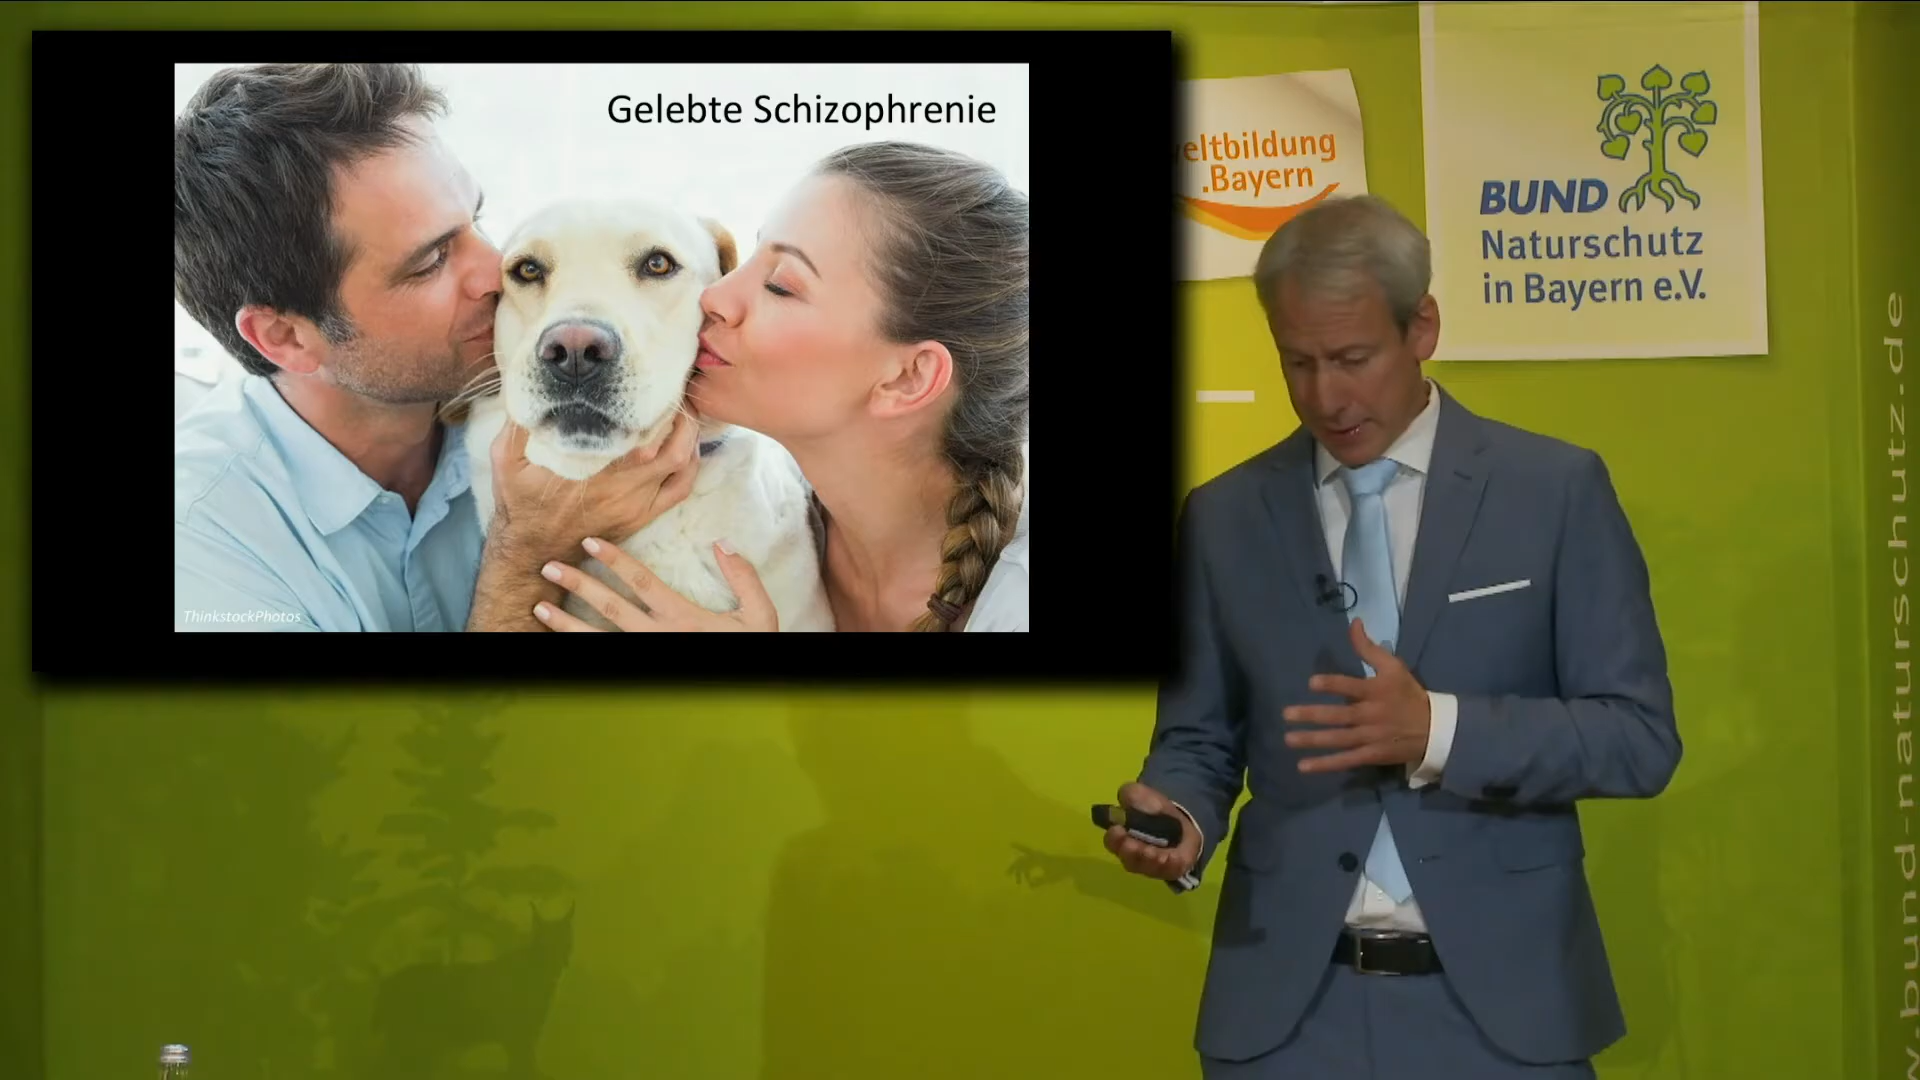 Gelebte Schizophrenie
ThinkstockPhotos
eltbildung
.Bayern
BUND
Naturschutz
in Bayern e.V.
w.bund-naturschutz.de